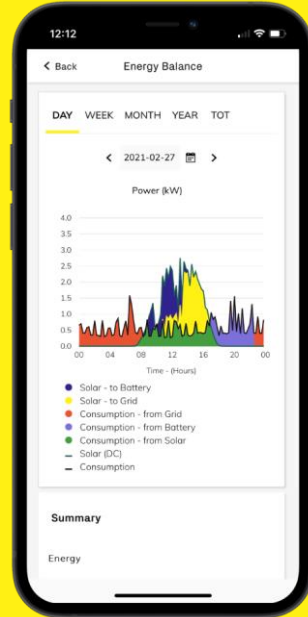 12:12
Back
Energy Balance
DAY WEEK MONTH YEAR TOT
2021-02-27
Power (kW)
4.0
3.5
3.0
2.5
2.0
1.5
1.0
0.5
0.0
00 04 08 12 16 20 00
Time - (Hours)
Solar - to Battery
Solar - to Grid
Consumption - from Grid
Consumption - from Battery
Consumption - from Solar
Solar (DC)
Consumption
Summary
Energy